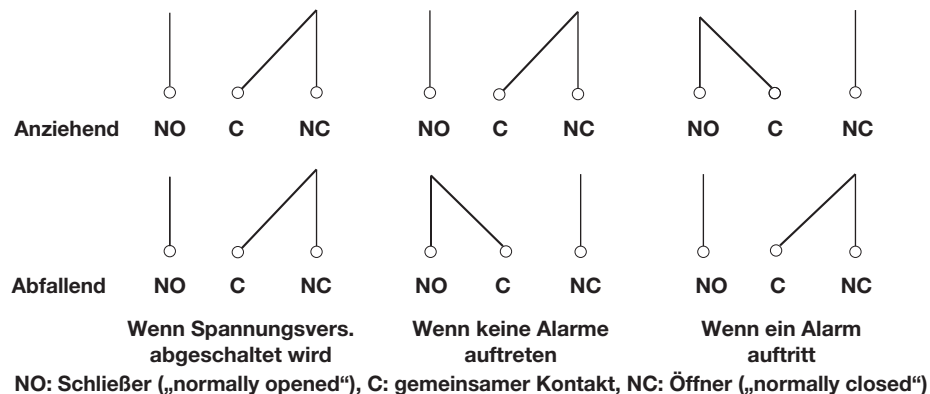 Anziehend NO C NC NO C NC NO C NC
Abfallend NO C NC NO C NC NO C NC
Wenn Spannungsvers. abgeschaltet wird
Wenn keine Alarme auftreten
Wenn ein Alarm auftritt
NO: Schließer („normally opened“), C: gemeinsamer Kontakt, NC: Öffner („normally closed“)